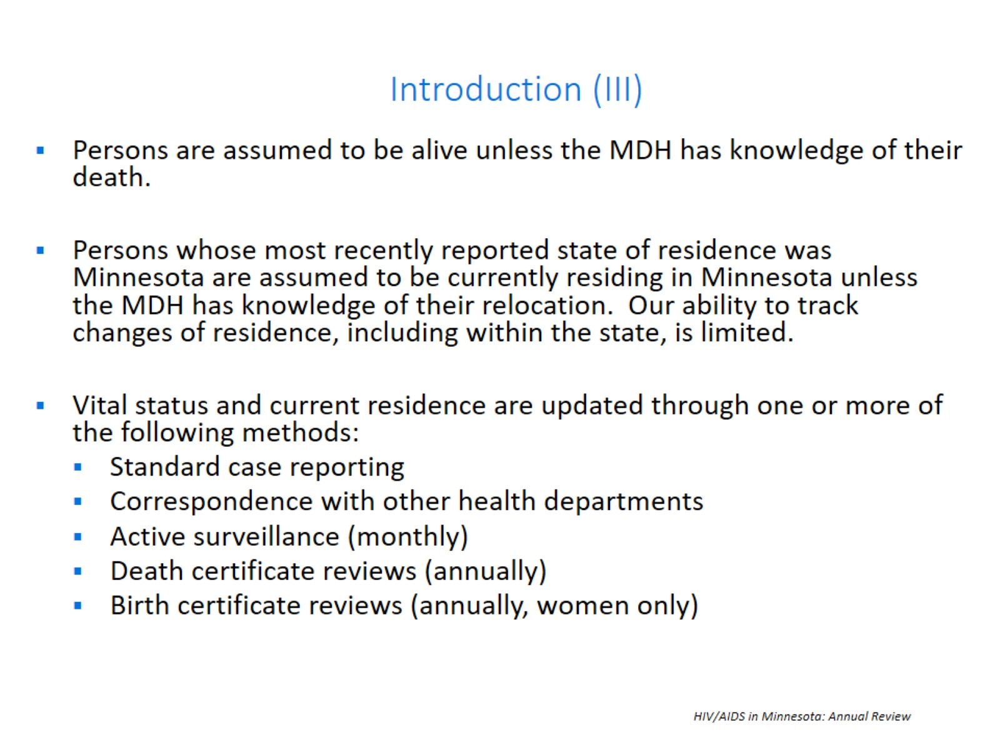 Introduction (III)
▪ Persons are assumed to be alive unless the MDH has knowledge of their
death.
▪ Persons whose most recently reported state of residence was
Minnesota are assumed to be currently residing in Minnesota unless
the MDH has knowledge of their relocation.  Our ability to track
changes of residence, including within the state, is limited.
▪ Vital status and current residence are updated through one or more of
the following methods:
▪ Standard case reporting
▪ Correspondence with other health departments
▪ Active surveillance (monthly)
▪ Death certificate reviews (annually)
▪ Birth certificate reviews (annually, women only)
HIV/AIDS in Minnesota: Annual Review